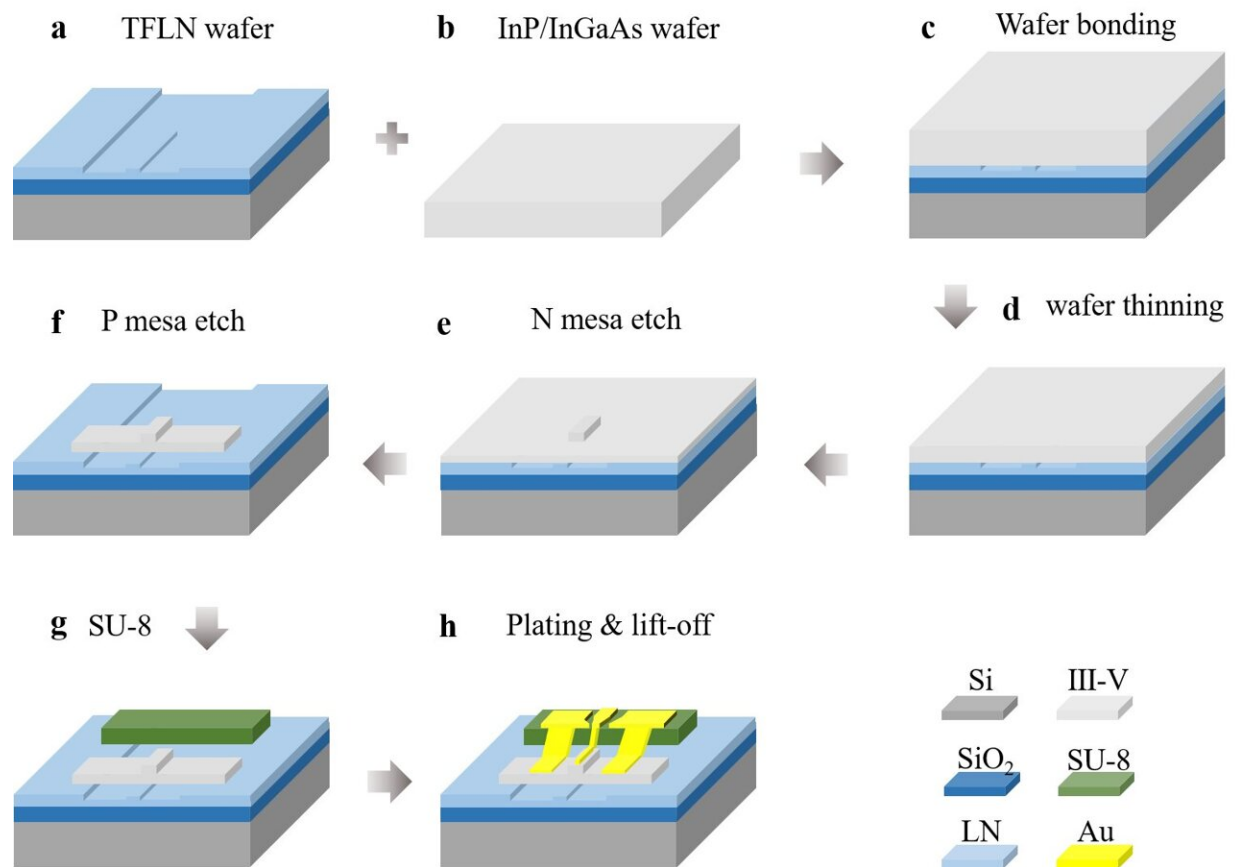 a TFLN wafer
b InP/InGaAs wafer
c Wafer bonding
f P mesa etch
e N mesa etch
d wafer thinning
g SU-8
h Plating & lift-off
Si III-V
SiO₂ SU-8
LN Au